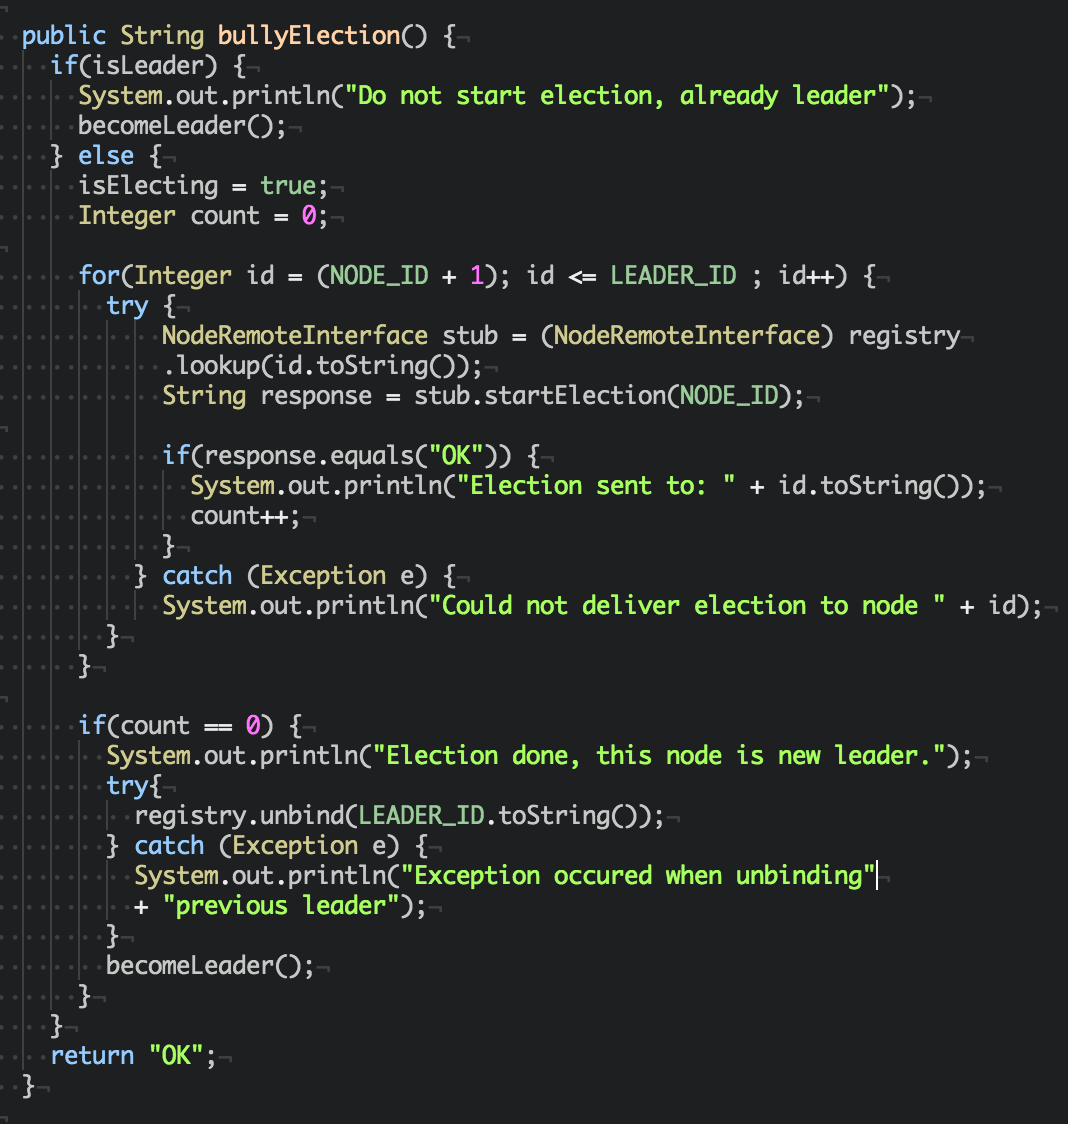 public String bullyElection() {
if(isLeader) {
System.out.println("Do not start election, already leader");
becomeLeader();
} else {
isElecting = true;
Integer count = 0;
for(Integer id = (NODE_ID + 1); id <= LEADER_ID ; id++) {
try {
NodeRemoteInterface stub = (NodeRemoteInterface) registry
.lookup(id.toString());
String response = stub.startElection(NODE_ID);
if(response.equals("OK")) {
System.out.println("Election sent to: " + id.toString());
count++;
}
} catch (Exception e) {
System.out.println("Could not deliver election to node " + id);
}
}
if(count == 0) {
System.out.println("Election done, this node is new leader.");
try{
registry.unbind(LEADER_ID.toString());
} catch (Exception e) {
System.out.println("Exception occured when unbinding"
+ "previous leader");
}
becomeLeader();
}
}
return "OK";
}